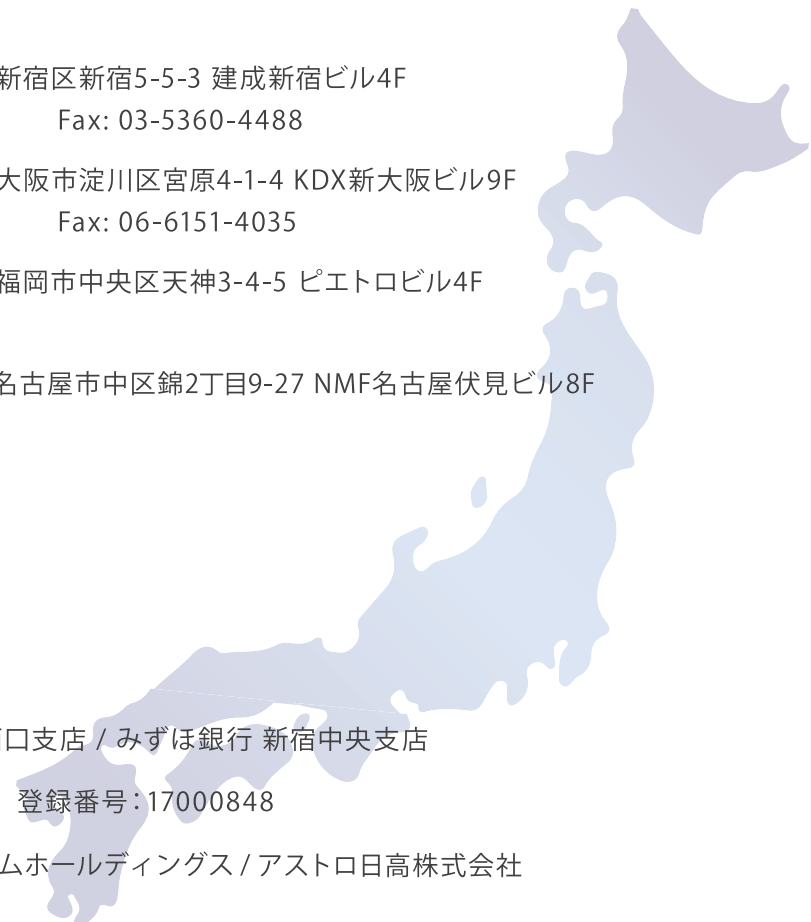 新宿区新宿5-5-3 建成新宿ビル4F
Fax: 03-5360-4488
大阪市淀川区宮原4-1-4 KDX新大阪ビル9F
Fax: 06-6151-4035
福岡市中央区天神3-4-5 ピエトロビル4F
名古屋市中区錦2丁目9-27 NMF名古屋伏見ビル8F
口支店 / みずほ銀行 新宿中央支店
登録番号：17000848
ムホールディングス / アストロ日高株式会社